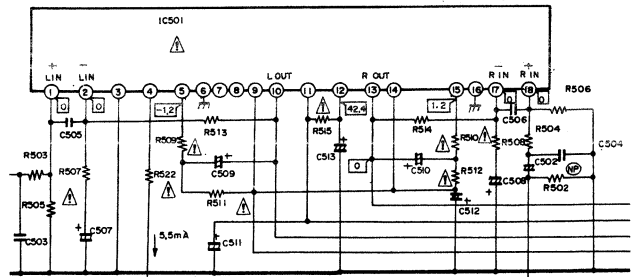 IC501
+ − − +
LIN LIN L OUT R OUT R IN R IN
1 2 3 4 5 6 7 8 9 10 11 12 13 14 15 16 17 18
0 0 -1,2 42,4 1,2 0 0
C505 R513 R515 R514 C506 R506
R509 C513 R510 R508 R504 C504
R503 R507 R522 C509 0 C510 R512 C502 NP
R505 R511 C512 C508 R502
C503 C507 5,5mA C511